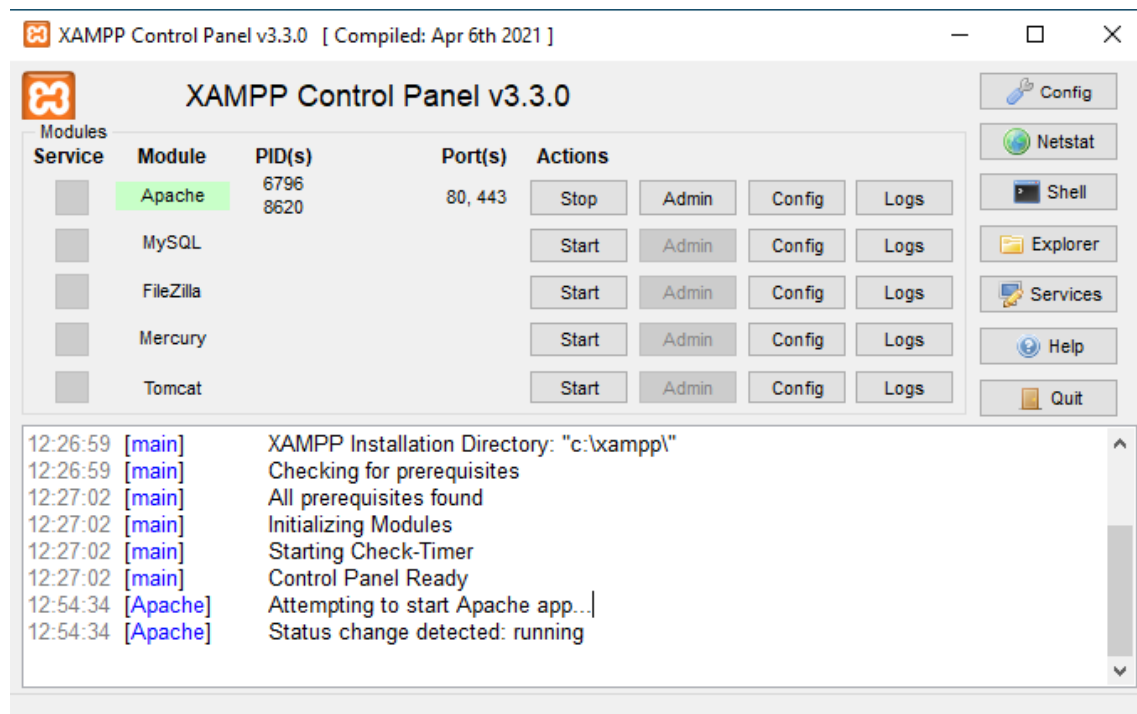 XAMPP Control Panel v3.3.0 [ Compiled: Apr 6th 2021 ]
XAMPP Control Panel v3.3.0
Config
Modules
Netstat
Service Module PID(s) Port(s) Actions
Apache 6796 8620 80, 443 Stop Admin Config Logs
Shell
MySQL Start Admin Config Logs
Explorer
FileZilla Start Admin Config Logs
Services
Mercury Start Admin Config Logs
Help
Tomcat Start Admin Config Logs
Quit
12:26:59 [main] XAMPP Installation Directory: "c:\xampp\"
12:26:59 [main] Checking for prerequisites
12:27:02 [main] All prerequisites found
12:27:02 [main] Initializing Modules
12:27:02 [main] Starting Check-Timer
12:27:02 [main] Control Panel Ready
12:54:34 [Apache] Attempting to start Apache app...
12:54:34 [Apache] Status change detected: running